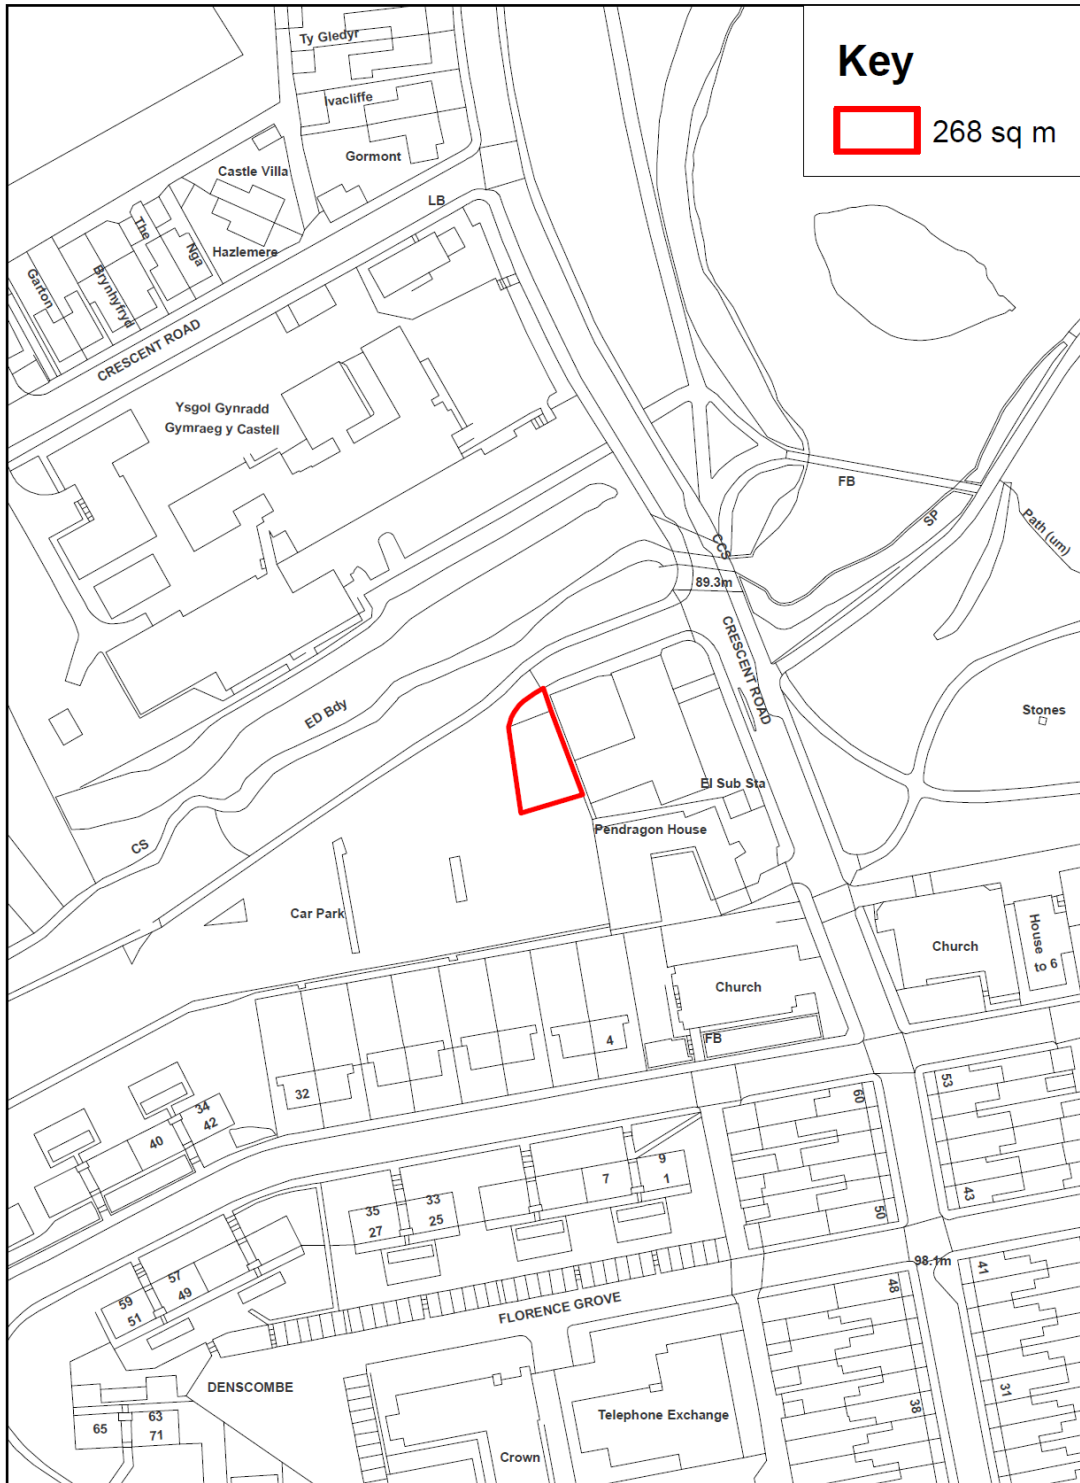 Key
268 sq m
Ty Gledyr
Ivacliffe
Gormont
Castle Villa
LB
The
Nga
Hazlemere
Garton
Brynhyfryd
CRESCENT ROAD
Ysgol Gynradd
Gymraeg y Castell
FB
SP
Path (um)
CCS
89.3m
CRESCENT ROAD
ED Bdy
Stones
El Sub Sta
Pendragon House
CS
Car Park
Church
House
to 6
Church
FB
4
32
34
42
40
60
53
9
1
7
33
25
35
27
43
50
98.1m
41
57
49
59
51
48
FLORENCE GROVE
DENSCOMBE
31
38
65
63
71
Telephone Exchange
Crown